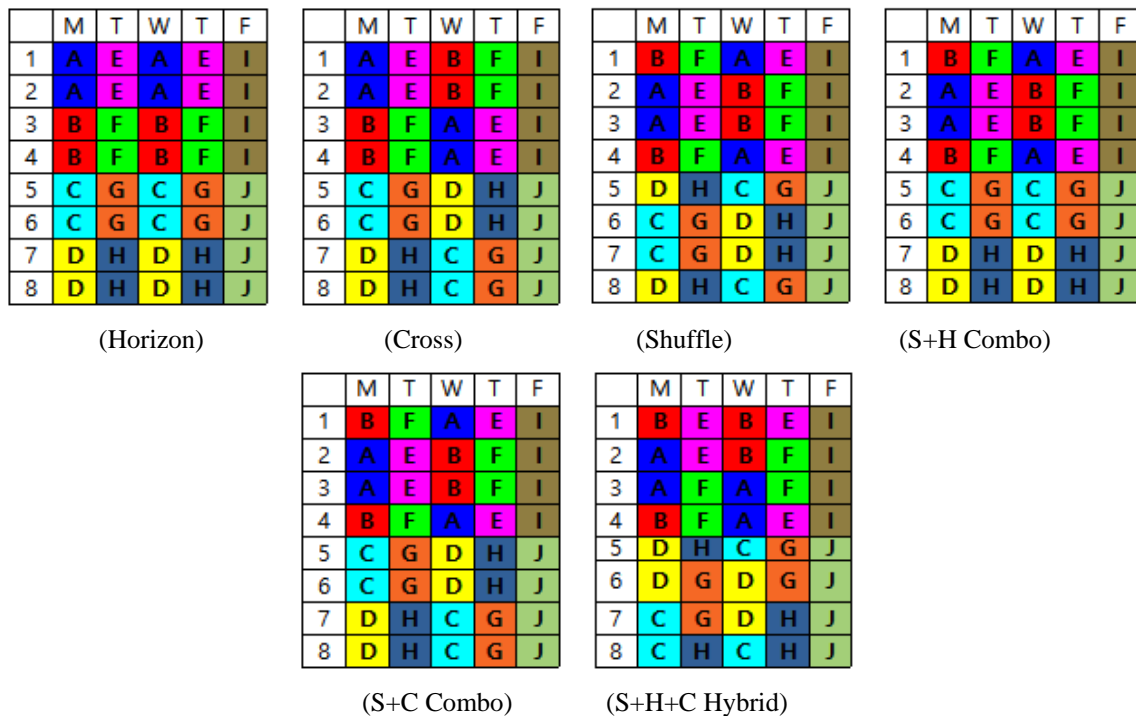 M T W T F M T W T F M T W T F M T W T F
1 A E A E I 1 A E B F I 1 B F A E I 1 B F A E I
2 A E A E I 2 A E B F I 2 A E B F I 2 A E B F I
3 B F B F I 3 B F A E I 3 A E B F I 3 A E B F I
4 B F B F I 4 B F A E I 4 B F A E I 4 B F A E I
5 C G C G J 5 C G D H J 5 D H C G J 5 C G C G J
6 C G C G J 6 C G D H J 6 C G D H J 6 C G C G J
7 D H D H J 7 D H C G J 7 C G D H J 7 D H D H J
8 D H D H J 8 D H C G J 8 D H C G J 8 D H D H J
(Horizon) (Cross) (Shuffle) (S+H Combo)
M T W T F M T W T F
1 B F A E I 1 B E B E I
2 A E B F I 2 A E B F I
3 A E B F I 3 A F A F I
4 B F A E I 4 B F A E I
5 C G D H J 5 D H C G J
6 C G D H J 6 D G D G J
7 D H C G J 7 C G D H J
8 D H C G J 8 C H C H J
(S+C Combo) (S+H+C Hybrid)